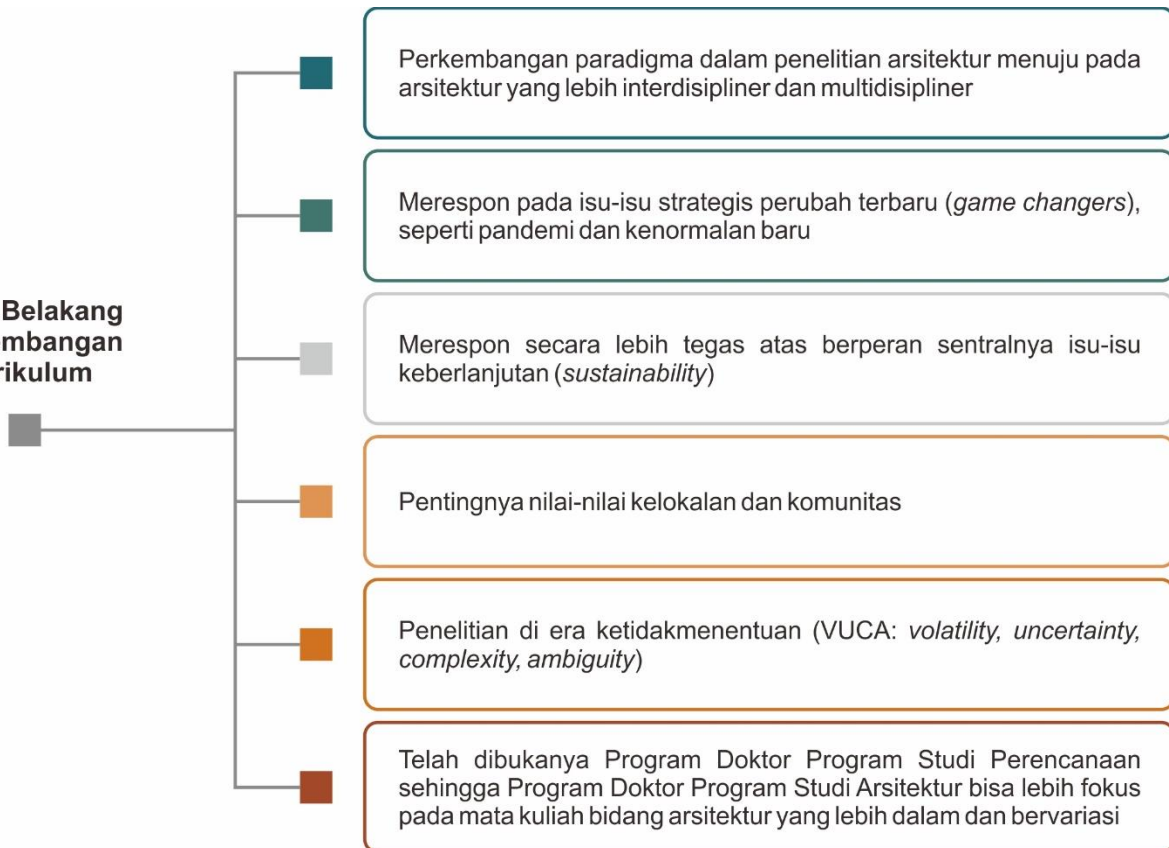 Belakang
mbangan
rikulum
Perkembangan paradigma dalam penelitian arsitektur menuju pada
arsitektur yang lebih interdisipliner dan multidisipliner
Merespon pada isu-isu strategis perubah terbaru (game changers),
seperti pandemi dan kenormalan baru
Merespon secara lebih tegas atas berperan sentralnya isu-isu
keberlanjutan (sustainability)
Pentingnya nilai-nilai kelokalan dan komunitas
Penelitian di era ketidakmenentuan (VUCA: volatility, uncertainty,
complexity, ambiguity)
Telah dibukanya Program Doktor Program Studi Perencanaan
sehingga Program Doktor Program Studi Arsitektur bisa lebih fokus
pada mata kuliah bidang arsitektur yang lebih dalam dan bervariasi